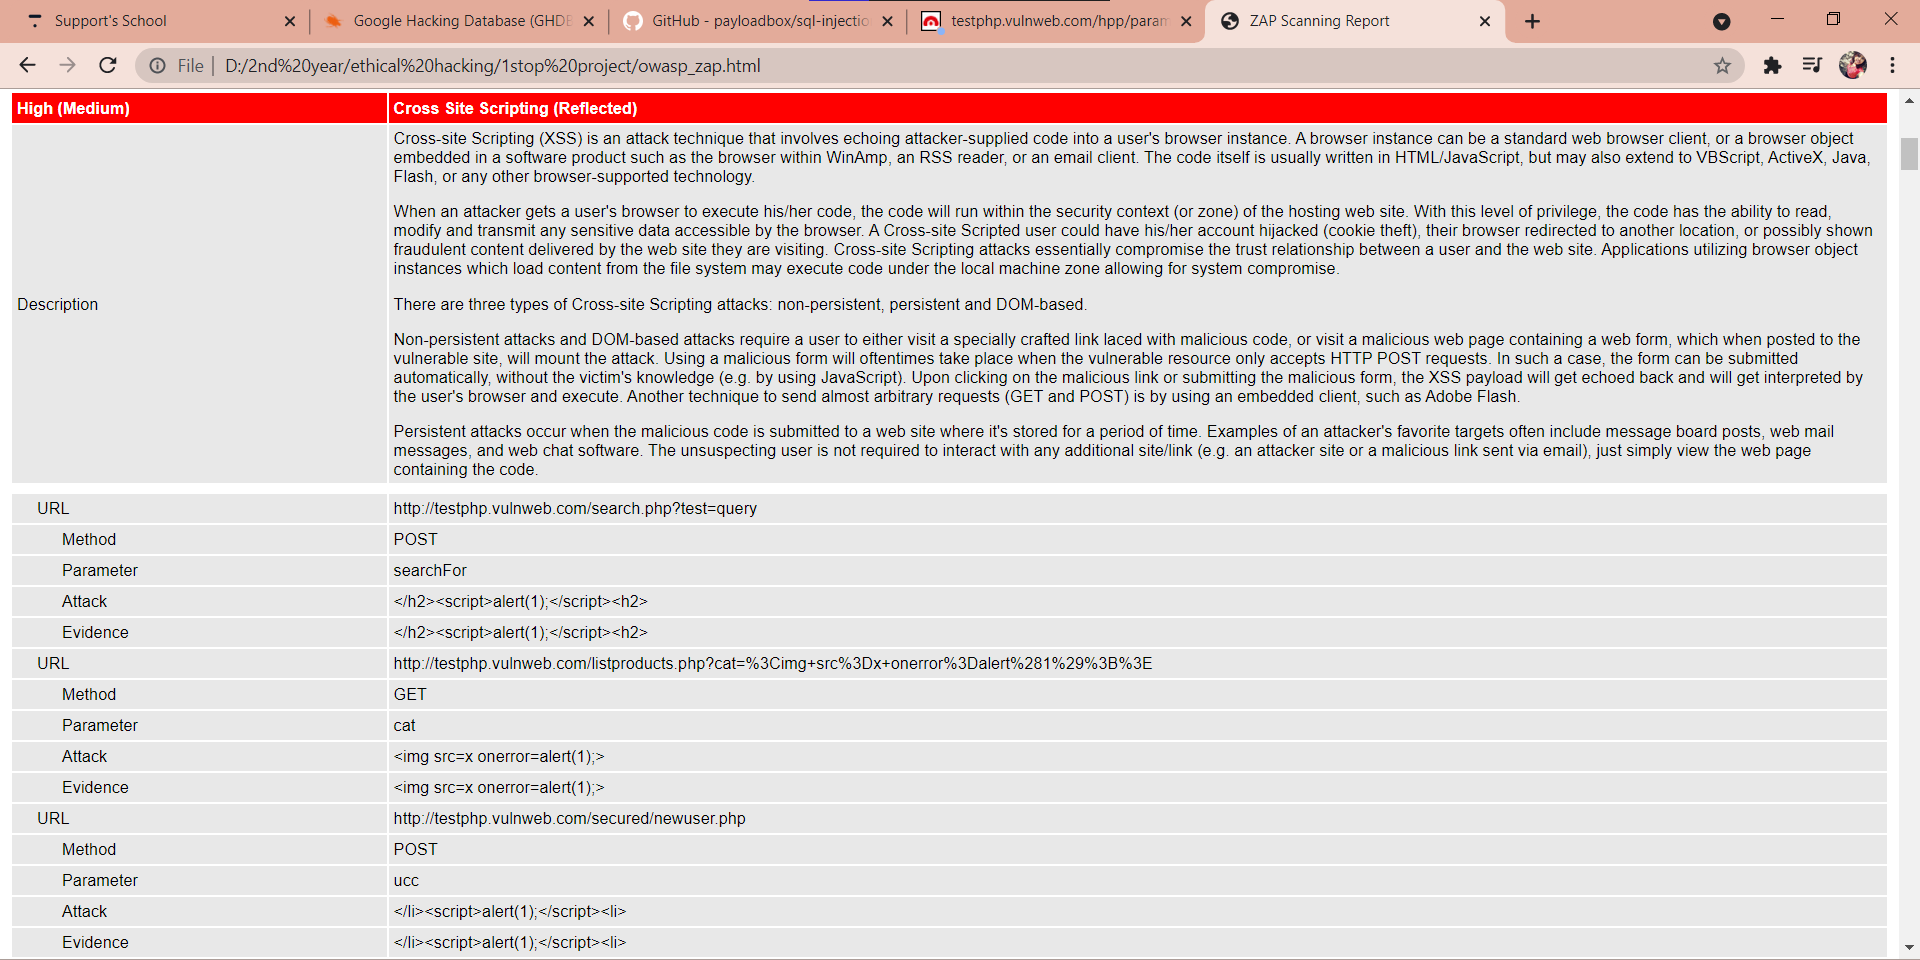 Support's School
Google Hacking Database (GHDB
GitHub - payloadbox/sql-injectio
testphp.vulnweb.com/hpp/param
ZAP Scanning Report
File | D:/2nd%20year/ethical%20hacking/1stop%20project/owasp_zap.html
High (Medium) Cross Site Scripting (Reflected)
Cross-site Scripting (XSS) is an attack technique that involves echoing attacker-supplied code into a user's browser instance. A browser instance can be a standard web browser client, or a browser object
embedded in a software product such as the browser within WinAmp, an RSS reader, or an email client. The code itself is usually written in HTML/JavaScript, but may also extend to VBScript, ActiveX, Java,
Flash, or any other browser-supported technology.
When an attacker gets a user's browser to execute his/her code, the code will run within the security context (or zone) of the hosting web site. With this level of privilege, the code has the ability to read,
modify and transmit any sensitive data accessible by the browser. A Cross-site Scripted user could have his/her account hijacked (cookie theft), their browser redirected to another location, or possibly shown
fraudulent content delivered by the web site they are visiting. Cross-site Scripting attacks essentially compromise the trust relationship between a user and the web site. Applications utilizing browser object
instances which load content from the file system may execute code under the local machine zone allowing for system compromise.
Description
There are three types of Cross-site Scripting attacks: non-persistent, persistent and DOM-based.
Non-persistent attacks and DOM-based attacks require a user to either visit a specially crafted link laced with malicious code, or visit a malicious web page containing a web form, which when posted to the
vulnerable site, will mount the attack. Using a malicious form will oftentimes take place when the vulnerable resource only accepts HTTP POST requests. In such a case, the form can be submitted
automatically, without the victim's knowledge (e.g. by using JavaScript). Upon clicking on the malicious link or submitting the malicious form, the XSS payload will get echoed back and will get interpreted by
the user's browser and execute. Another technique to send almost arbitrary requests (GET and POST) is by using an embedded client, such as Adobe Flash.
Persistent attacks occur when the malicious code is submitted to a web site where it's stored for a period of time. Examples of an attacker's favorite targets often include message board posts, web mail
messages, and web chat software. The unsuspecting user is not required to interact with any additional site/link (e.g. an attacker site or a malicious link sent via email), just simply view the web page
containing the code.
URL http://testphp.vulnweb.com/search.php?test=query
Method POST
Parameter searchFor
Attack </h2><script>alert(1);</script><h2>
Evidence </h2><script>alert(1);</script><h2>
URL http://testphp.vulnweb.com/listproducts.php?cat=%3Cimg+src%3Dx+onerror%3Dalert%281%29%3B%3E
Method GET
Parameter cat
Attack <img src=x onerror=alert(1);>
Evidence <img src=x onerror=alert(1);>
URL http://testphp.vulnweb.com/secured/newuser.php
Method POST
Parameter ucc
Attack </li><script>alert(1);</script><li>
Evidence </li><script>alert(1);</script><li>